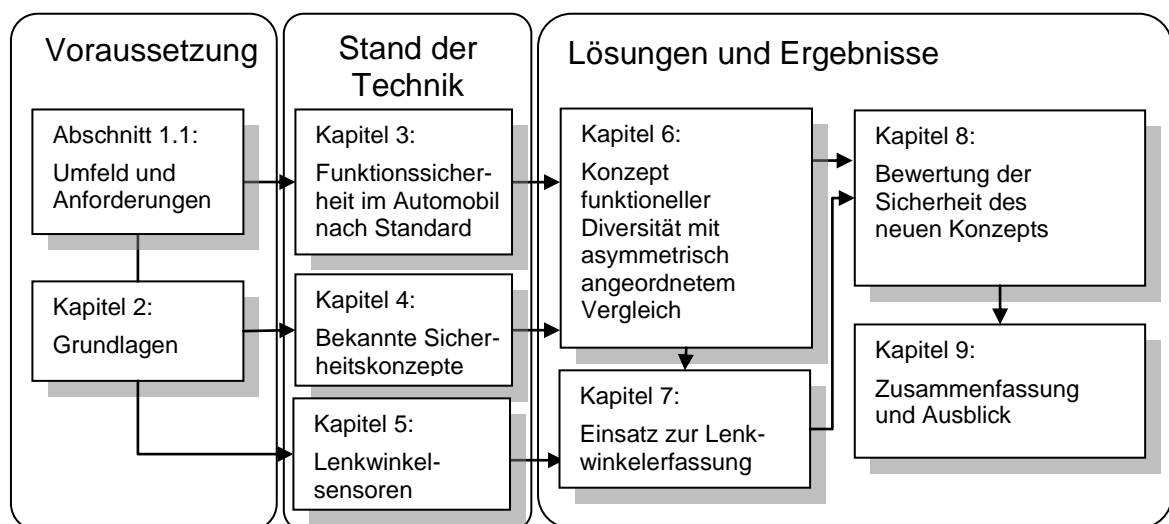 Voraussetzung
Abschnitt 1.1:
Umfeld und
Anforderungen
Kapitel 2:
Grundlagen
Stand der
Technik
Kapitel 3:
Funktionssicher-
heit im Automobil
nach Standard
Kapitel 4:
Bekannte Sicher-
heitskonzepte
Kapitel 5:
Lenkwinkel-
sensoren
Lösungen und Ergebnisse
Kapitel 6:
Konzept
funktioneller
Diversität mit
asymmetrisch
angeordnetem
Vergleich
Kapitel 7:
Einsatz zur Lenk-
winkelerfassung
Kapitel 8:
Bewertung der
Sicherheit des
neuen Konzepts
Kapitel 9:
Zusammenfassung
und Ausblick